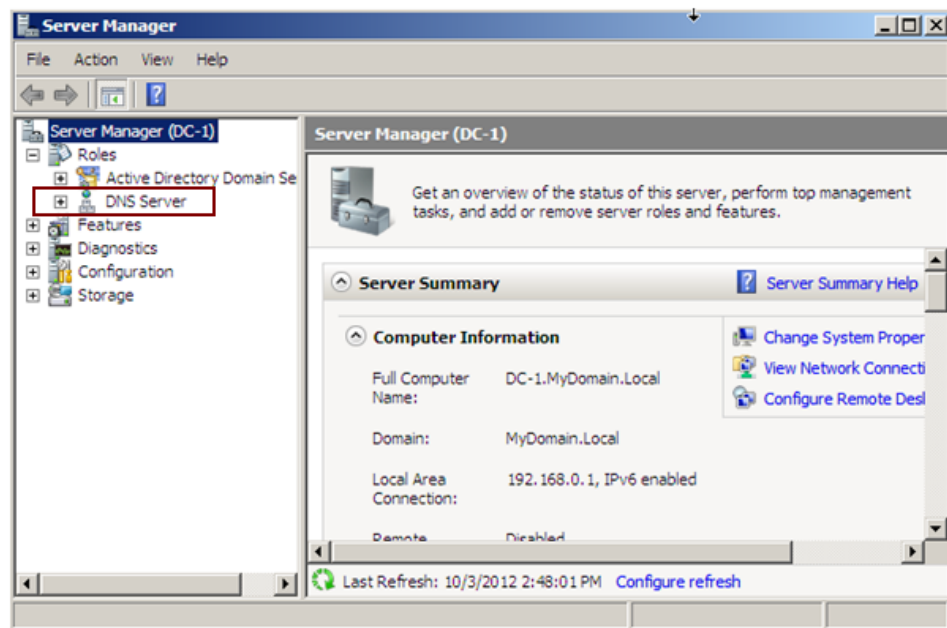 Server Manager
File Action View Help
Server Manager (DC-1)
Roles
Active Directory Domain Se
DNS Server
Features
Diagnostics
Configuration
Storage
Server Manager (DC-1)
Get an overview of the status of this server, perform top management
tasks, and add or remove server roles and features.
Server Summary
Server Summary Help
Computer Information
Change System Proper
View Network Connecti
Configure Remote Desl
Full Computer
Name:
DC-1.MyDomain.Local
Domain:
MyDomain.Local
Local Area
Connection:
192.168.0.1, IPv6 enabled
Remote
Disabled
Last Refresh: 10/3/2012 2:48:01 PM Configure refresh